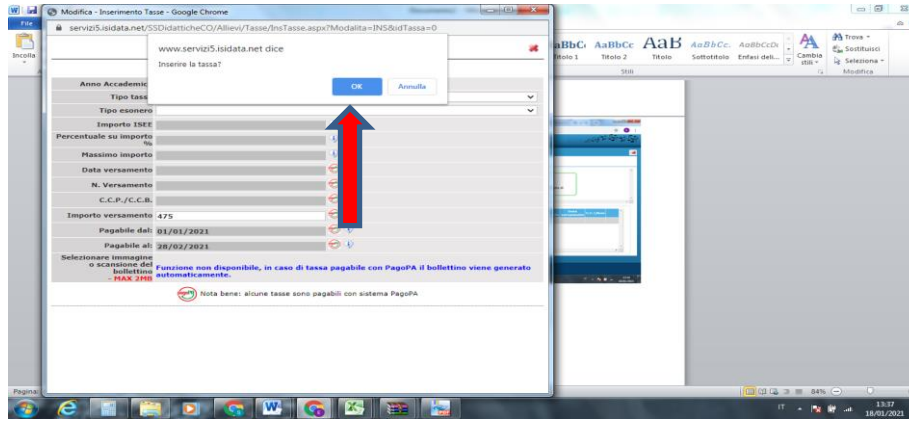 Modifica - Inserimento Tasse - Google Chrome
servizi5.isidata.net/SSDidatticheCO/Allievi/Tasse/InsTasse.aspx?Modalita=INS&idTassa=0
www.servizi5.isidata.net dice
Inserire la tassa?
OK Annulla
Anno Accademic
Tipo tass
Tipo esonero
Importo ISEE
Percentuale su importo
%
Massimo importo
Data versamento
N. Versamento
C.C.P./C.C.B.
Importo versamento 475
Pagabile dal: 01/01/2021
Pagabile al: 28/02/2021
Selezionare immagine
o scansione del
bollettino
- MAX 2MB
Funzione non disponibile, in caso di tassa pagabile con PagoPA il bollettino viene generato
automaticamente.
Nota bene: alcune tasse sono pagabili con sistema PagoPA
File
Incolla
aBbCc AaBbCc AaB AaBbCc. AaBbCcDt
Titolo 1 Titolo 2 Titolo Sottotitolo Enfasi deli...
Cambia
stili
Stili
Trova
Sostituisci
Seleziona
Modifica
Pagina:
84%
IT
13:37
18/01/2021